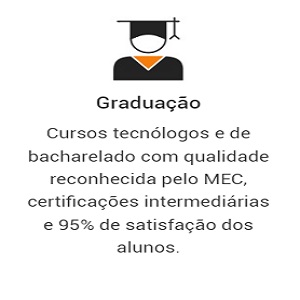 Graduação
Cursos tecnólogos e de
bacharelado com qualidade
reconhecida pelo MEC,
certificações intermediárias
e 95% de satisfação dos
alunos.